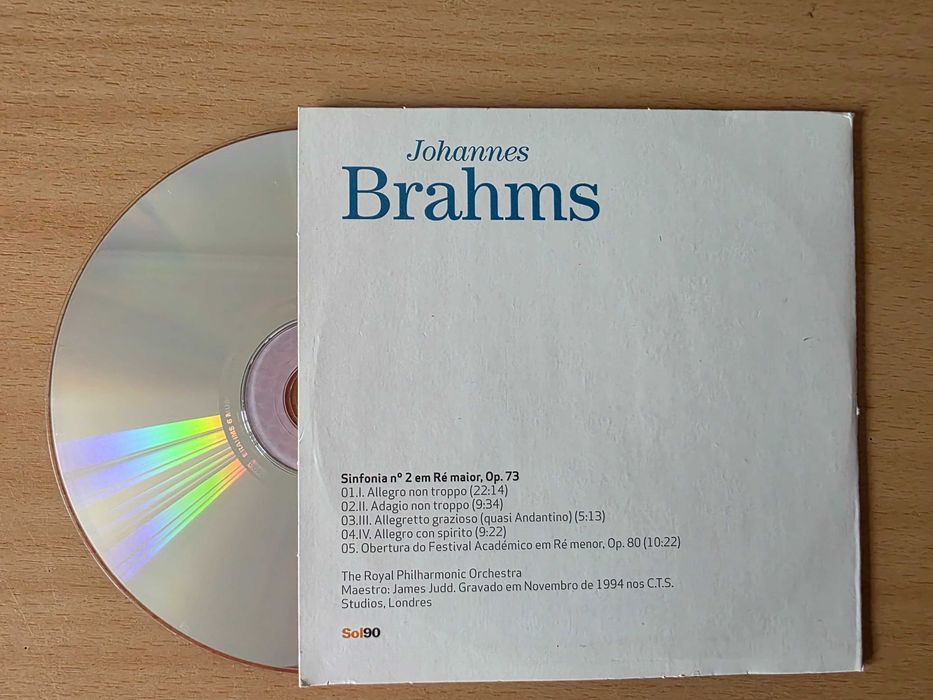 Johannes
Brahms
Sinfonia nº 2 em Ré maior, Op. 73
01.I. Allegro non troppo (22:14)
02.II. Adagio non troppo (9:34)
03.III. Allegretto grazioso (quasi Andantino) (5:13)
04.IV. Allegro con spirito (9:22)
05. Obertura do Festival Académico em Ré menor, Op. 80 (10:22)
The Royal Philharmonic Orchestra
Maestro: James Judd. Gravado em Novembro de 1994 nos C.T.S.
Studios, Londres
Sol90